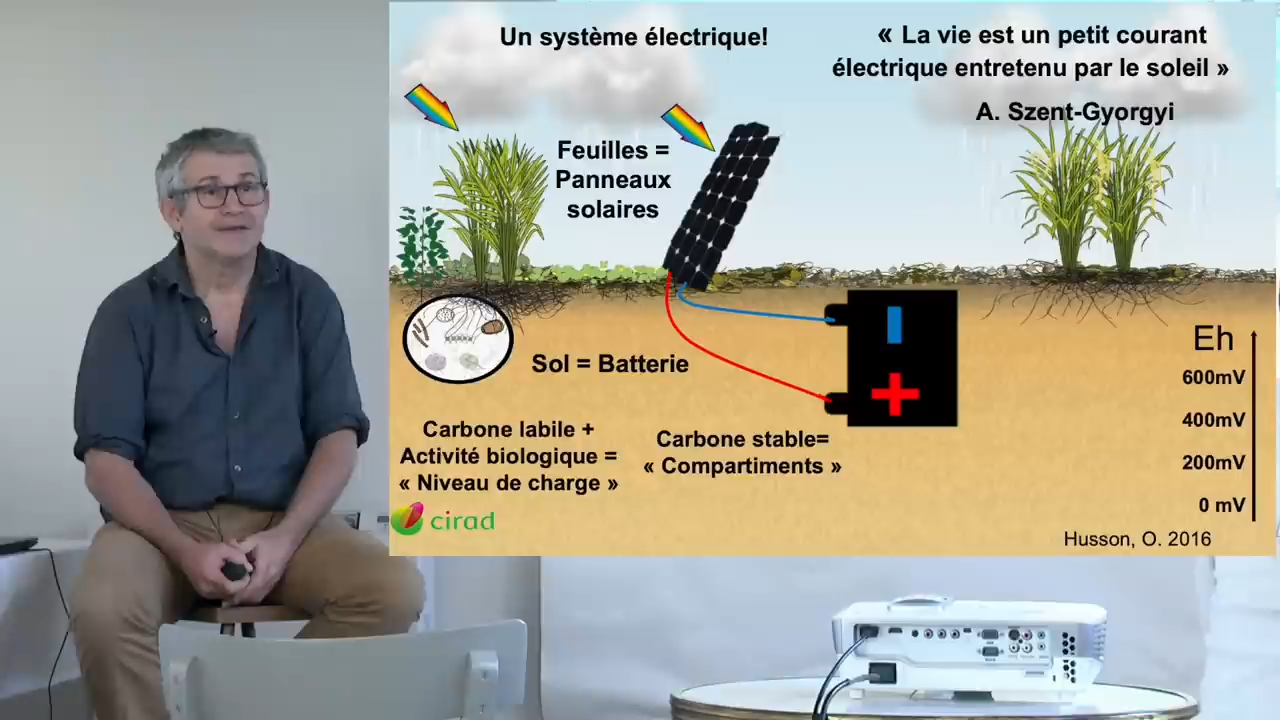 Un système électrique!
« La vie est un petit courant
électrique entretenu par le soleil »
A. Szent-Gyorgyi
Feuilles =
Panneaux
solaires
Sol = Batterie
Carbone labile +
Activité biologique =
« Niveau de charge »
Carbone stable=
« Compartiments »
cirad
Eh
600mV
400mV
200mV
0 mV
Husson, O. 2016